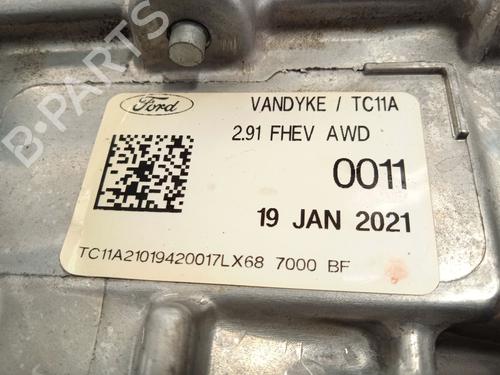 B-PARTS
Ford
VANDYKE / TC11A
2.91 FHEV AWD
0011
19 JAN 2021
TC11A21019420017LX68 7000 BF